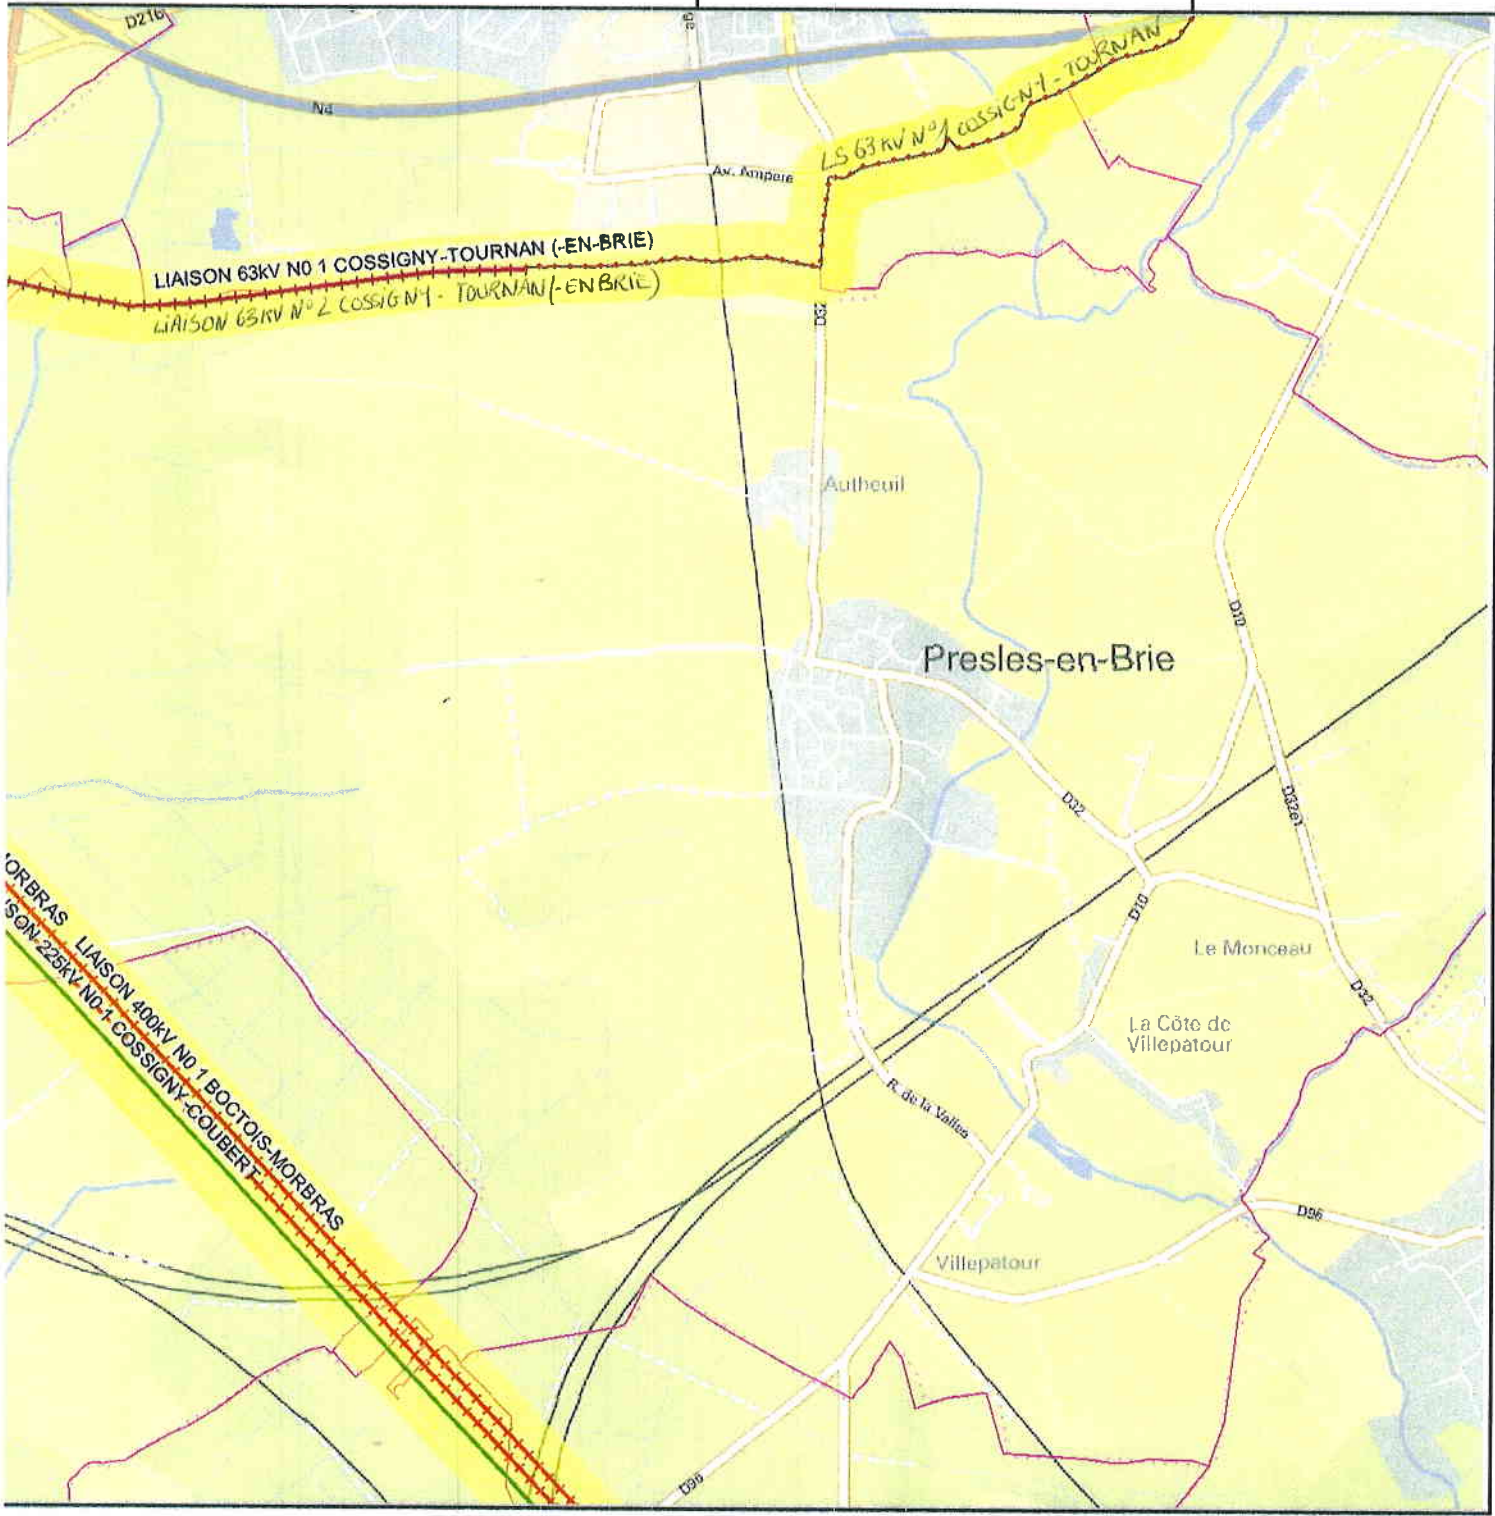 D216
N4
LS 63 KV N°1 COSSIGNY - TOURNAN
Av. Ampere
LIAISON 63kV N0 1 COSSIGNY-TOURNAN (-EN-BRIE)
LIAISON 63KV N°2 COSSIGNY - TOURNAN (-EN BRIE)
D32
Autheuil
D10
Presles-en-Brie
D32
D32e1
MORBRAS
LIAISON 400kV N0 1 BOCTOIS-MORBRAS
ISON 225kV N0 1 COSSIGNY-COUBERT
D10
Le Monceau
D32
La Côte de
Villepatour
R. de la Vallée
D96
Villepatour
D96